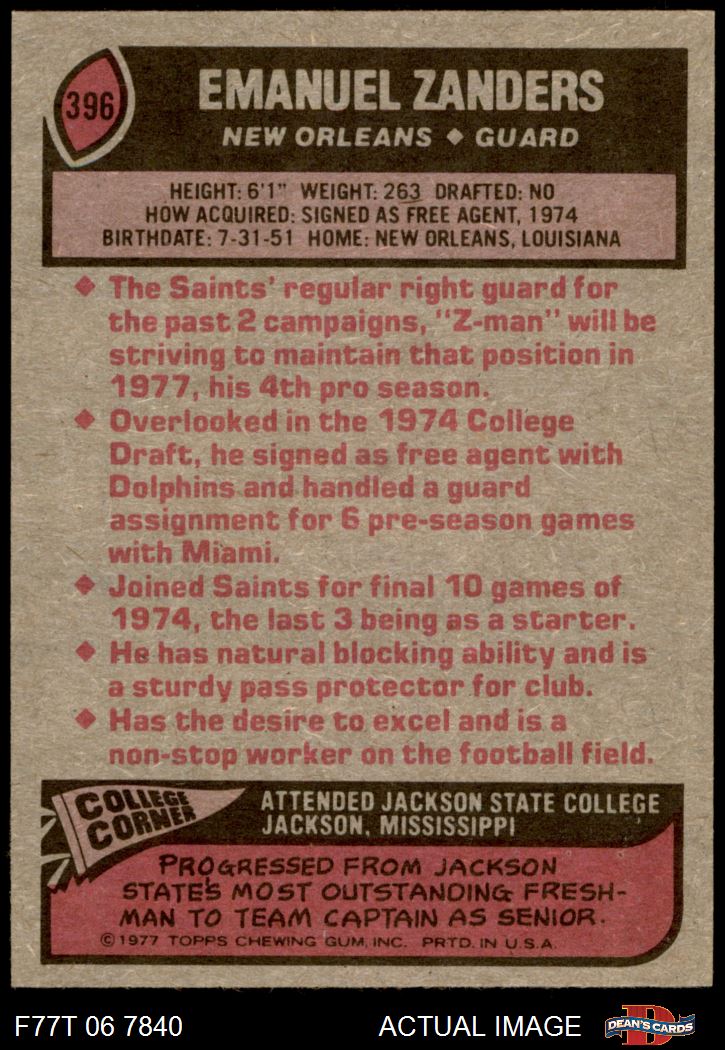 396
EMANUEL ZANDERS
NEW ORLEANS ◆ GUARD
HEIGHT: 6'1" WEIGHT: 263 DRAFTED: NO
HOW ACQUIRED: SIGNED AS FREE AGENT, 1974
BIRTHDATE: 7-31-51 HOME: NEW ORLEANS, LOUISIANA
◆ The Saints' regular right guard for
the past 2 campaigns, "Z-man" will be
striving to maintain that position in
1977, his 4th pro season.
◆ Overlooked in the 1974 College
Draft, he signed as free agent with
Dolphins and handled a guard
assignment for 6 pre-season games
with Miami.
◆ Joined Saints for final 10 games of
1974, the last 3 being as a starter.
◆ He has natural blocking ability and is
a sturdy pass protector for club.
◆ Has the desire to excel and is a
non-stop worker on the football field.
COLLEGE
CORNER
ATTENDED JACKSON STATE COLLEGE
JACKSON, MISSISSIPPI
PROGRESSED FROM JACKSON
STATE'S MOST OUTSTANDING FRESH-
MAN TO TEAM CAPTAIN AS SENIOR.
©1977 TOPPS CHEWING GUM, INC. PRTD. IN U.S.A.
F77T 06 7840
ACTUAL IMAGE
D
DEAN'S CARDS